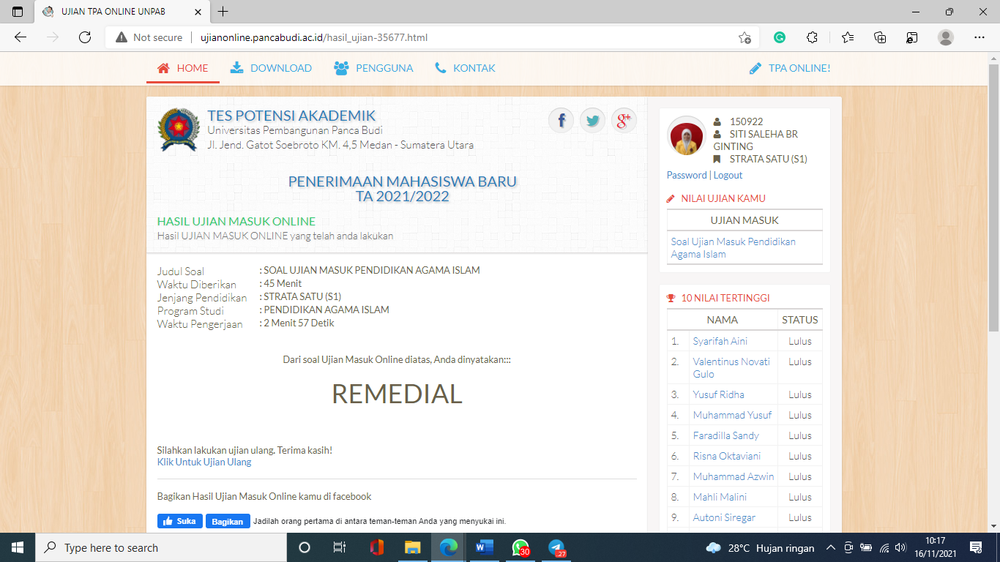 UJIAN TPA ONLINE UNPAB
Not secure | ujianonline.pancabudi.ac.id/hasil_ujian-35677.html
HOME DOWNLOAD PENGGUNA KONTAK TPA ONLINE!
TES POTENSI AKADEMIK
Universitas Pembangunan Panca Budi
Jl. Jend. Gatot Soebroto KM. 4,5 Medan - Sumatera Utara
PENERIMAAN MAHASISWA BARU
TA 2021/2022
HASIL UJIAN MASUK ONLINE
Hasil UJIAN MASUK ONLINE yang telah anda lakukan
Judul Soal : SOAL UJIAN MASUK PENDIDIKAN AGAMA ISLAM
Waktu Diberikan : 45 Menit
Jenjang Pendidikan : STRATA SATU (S1)
Program Studi : PENDIDIKAN AGAMA ISLAM
Waktu Pengerjaan : 2 Menit 57 Detik
Dari soal Ujian Masuk Online diatas, Anda dinyatakan:::
REMEDIAL
Silahkan lakukan ujian ulang. Terima kasih!
Klik Untuk Ujian Ulang
Bagikan Hasil Ujian Masuk Online kamu di facebook
Suka Bagikan Jadilah orang pertama di antara teman-teman Anda yang menyukai ini.
150922
SITI SALEHA BR
GINTING
STRATA SATU (S1)
Password | Logout
NILAI UJIAN KAMU
UJIAN MASUK
Soal Ujian Masuk Pendidikan
Agama Islam
10 NILAI TERTINGGI
NAMA STATUS
1. Syarifah Aini Lulus
2. Valentinus Novati Lulus
Gulo
3. Yusuf Ridha Lulus
4. Muhammad Yusuf Lulus
5. Faradilla Sandy Lulus
6. Risna Oktaviani Lulus
7. Muhammad Azwin Lulus
8. Mahli Malini Lulus
9. Autoni Siregar Lulus
Type here to search
30
27
28°C Hujan ringan
10:17
16/11/2021